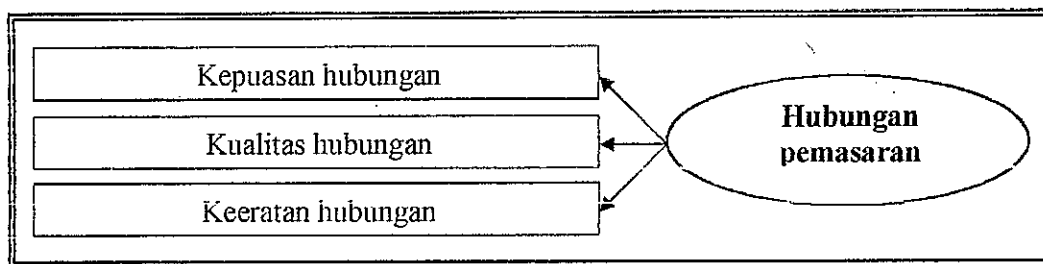 Kepuasan hubungan
Kualitas hubungan
Keeratan hubungan
Hubungan
pemasaran